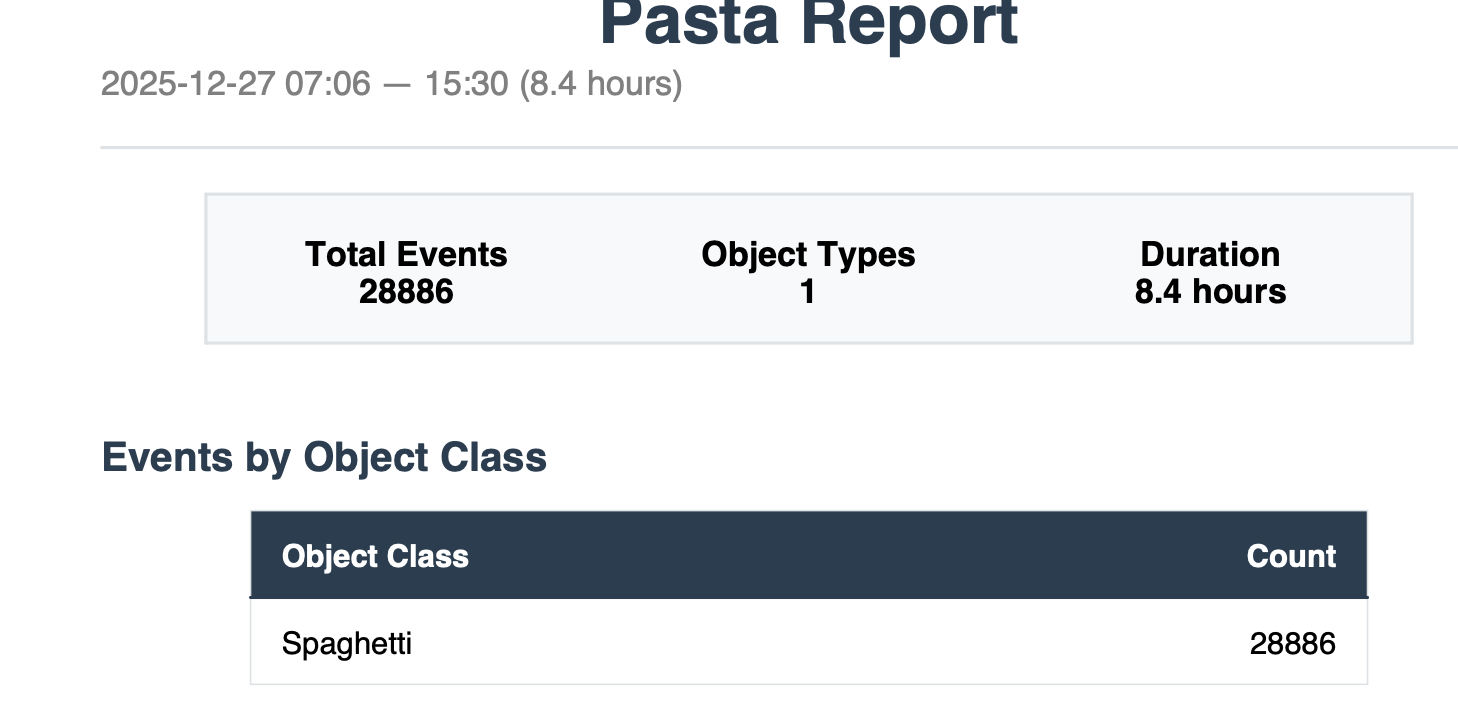 Pasta Report
2025-12-27 07:06 — 15:30 (8.4 hours)
Total Events Object Types Duration
28886 1 8.4 hours
Events by Object Class
Object Class Count
Spaghetti 28886